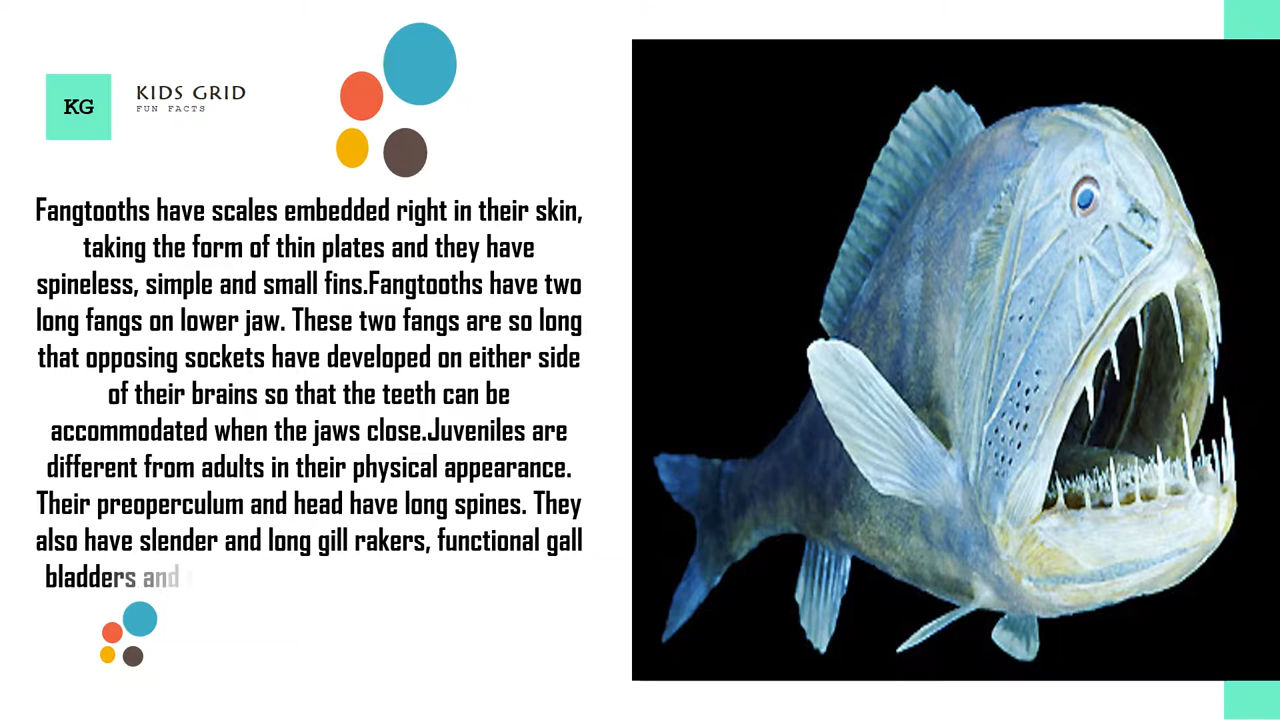 KG
KIDS GRID
FUN FACTS
Fangtooths have scales embedded right in their skin,
taking the form of thin plates and they have
spineless, simple and small fins.Fangtooths have two
long fangs on lower jaw. These two fangs are so long
that opposing sockets have developed on either side
of their brains so that the teeth can be
accommodated when the jaws close.Juveniles are
different from adults in their physical appearance.
Their preoperculum and head have long spines. They
also have slender and long gill rakers, functional gall
bladders and